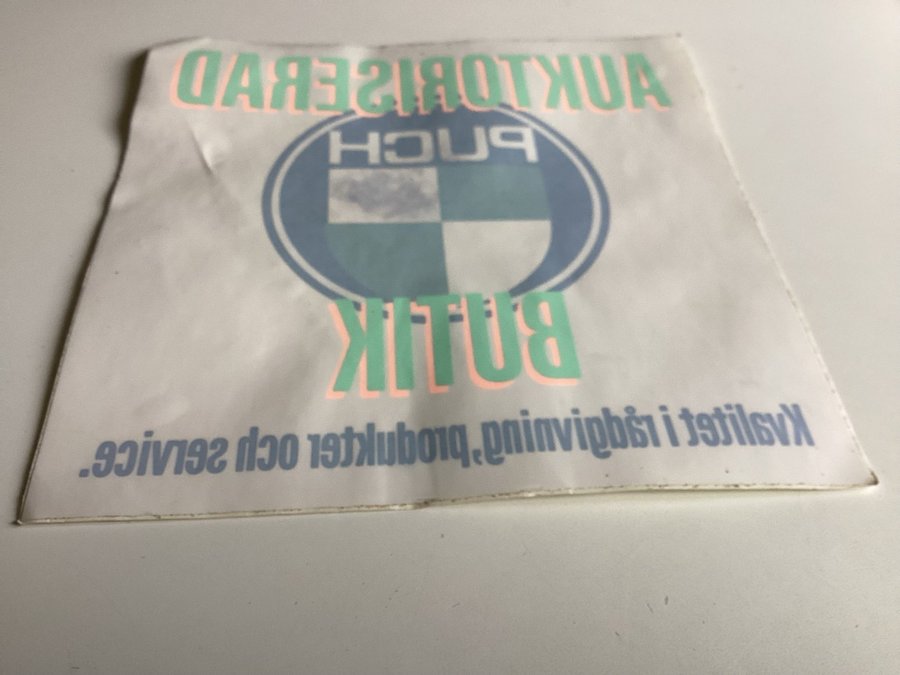 AUKTORISERAD
PUCH
BUTIK
Kvalitet i rådgivning, produkter och service.